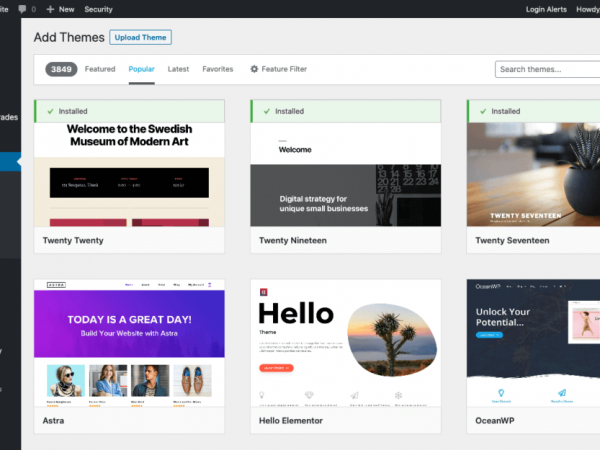 ite 0 + New Security Login Alerts Howdy
Add Themes Upload Theme
3849 Featured Popular Latest Favorites Feature Filter Search themes...
rades
Installed
Welcome to the Swedish
Museum of Modern Art
Twenty Twenty
Installed
Welcome
Digital strategy for
unique small businesses
Twenty Nineteen
Installed
TWENTY SEVENTEEN
Twenty Seventeen
ASTRA
TODAY IS A GREAT DAY!
Build Your Website with Astra
Astra
Hello
Theme
Hello Elementor
OceanWP
Unlock Your
Potential...
OceanWP